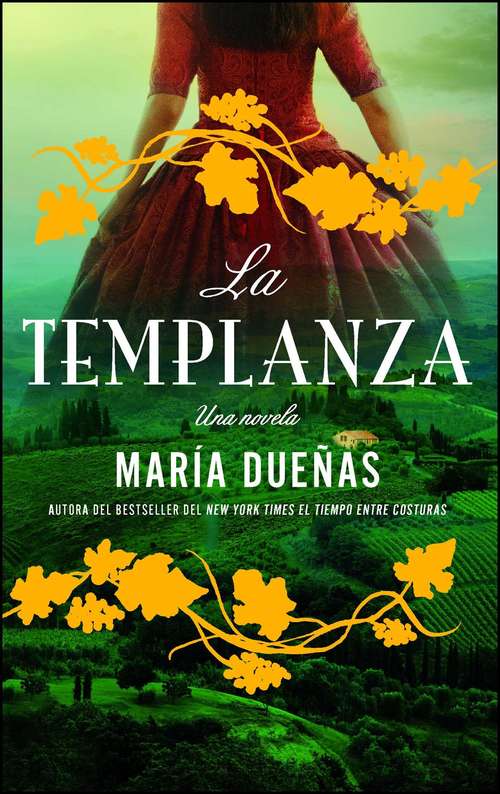 La
TEMPLANZA
Una novela
MARÍA DUEÑAS
AUTORA DEL BESTSELLER DEL NEW YORK TIMES EL TIEMPO ENTRE COSTURAS